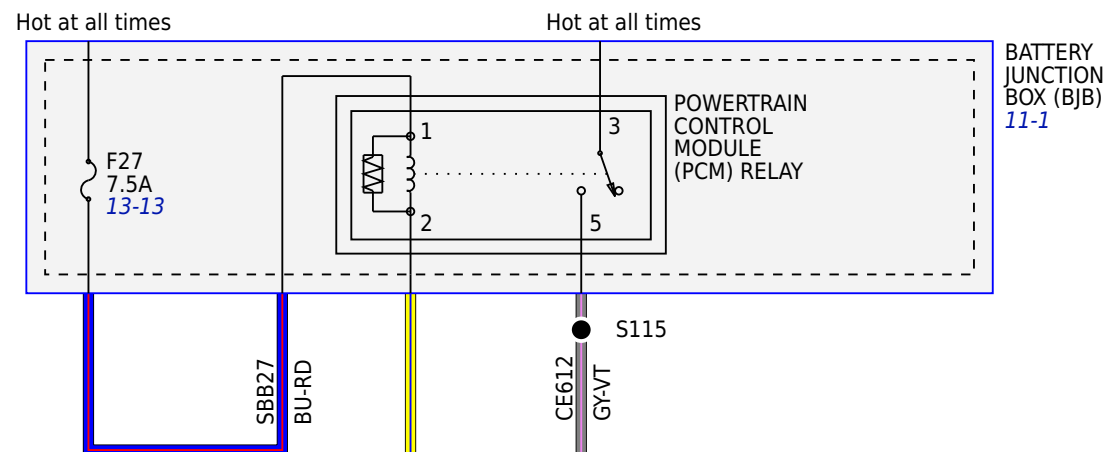 Hot at all times
Hot at all times
BATTERY
JUNCTION
BOX (BJB)
11-1
POWERTRAIN
CONTROL
MODULE
(PCM) RELAY
1
3
F27
7.5A
13-13
2
5
S115
SBB27
BU-RD
CE612
GY-VT